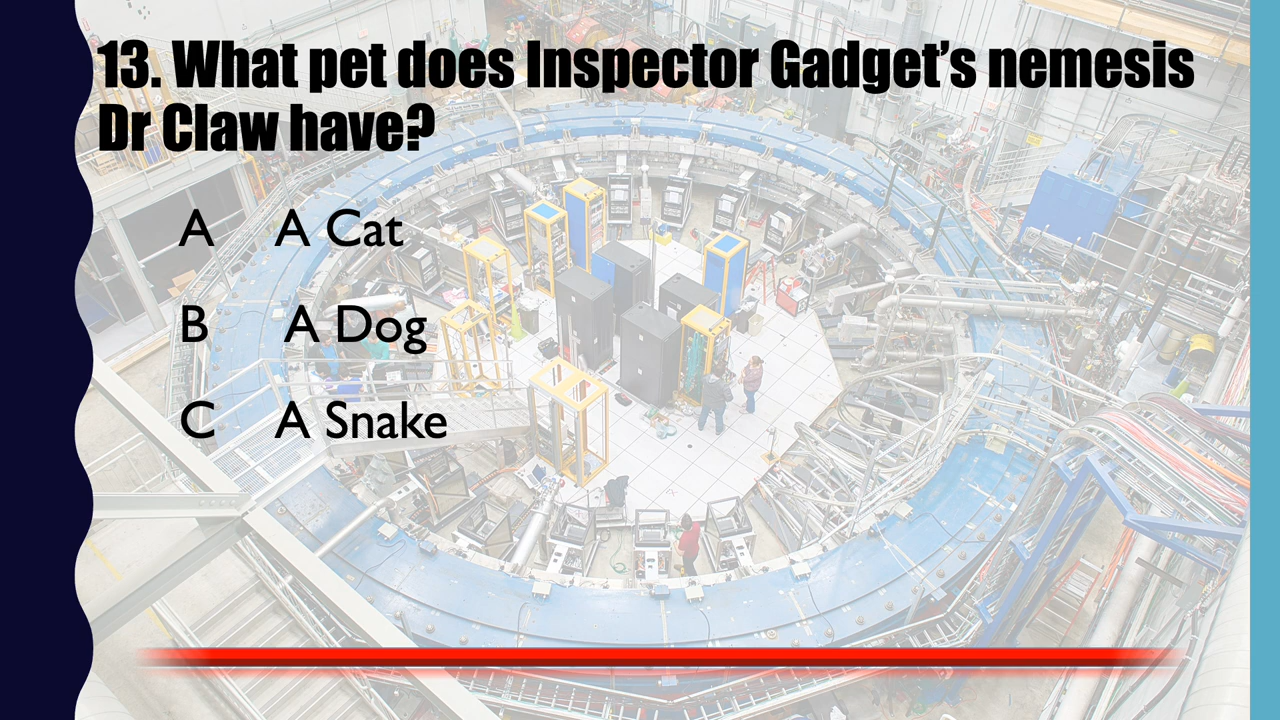 13. What pet does Inspector Gadget’s nemesis
Dr Claw have?
A A Cat
B A Dog
C A Snake